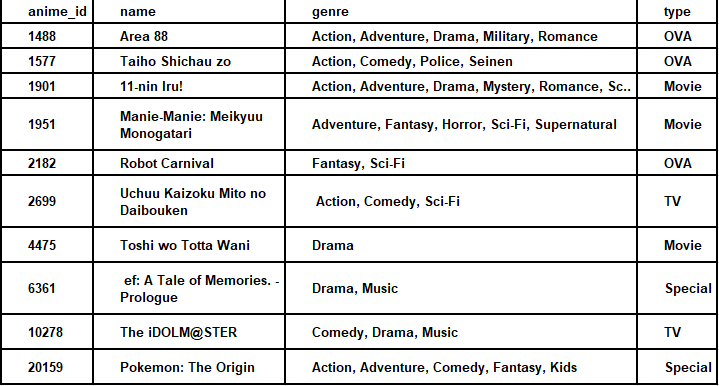 anime_id name genre type
1488 Area 88 Action, Adventure, Drama, Military, Romance OVA
1577 Taiho Shichau zo Action, Comedy, Police, Seinen OVA
1901 11-nin Iru! Action, Adventure, Drama, Mystery, Romance, Sc.. Movie
1951 Manie-Manie: Meikyuu
Monogatari Adventure, Fantasy, Horror, Sci-Fi, Supernatural Movie
2182 Robot Carnival Fantasy, Sci-Fi OVA
2699 Uchuu Kaizoku Mito no
Daibouken Action, Comedy, Sci-Fi TV
4475 Toshi wo Totta Wani Drama Movie
6361 ef: A Tale of Memories. -
Prologue Drama, Music Special
10278 The iDOLM@STER Comedy, Drama, Music TV
20159 Pokemon: The Origin Action, Adventure, Comedy, Fantasy, Kids Special